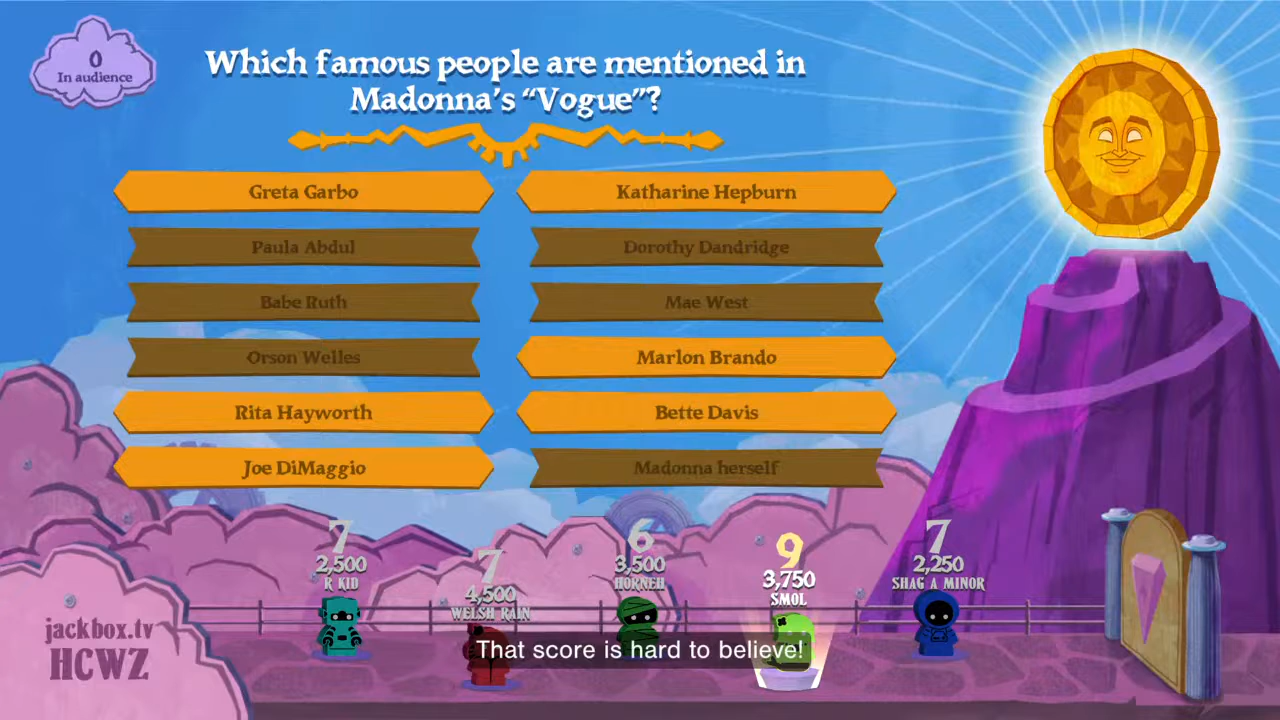 0
In audience
Which famous people are mentioned in
Madonna's "Vogue"?
Greta Garbo
Katharine Hepburn
Paula Abdul
Dorothy Dandridge
Babe Ruth
Mae West
Orson Welles
Marlon Brando
Rita Hayworth
Bette Davis
Joe DiMaggio
Madonna herself
7
2,500
R KID
7
4,500
WELSH RAIN
6
3,500
HORNEH
9
3,750
SMOL
7
2,250
SHAG A MINOR
jackbox.tv
HCWZ
That score is hard to believe!